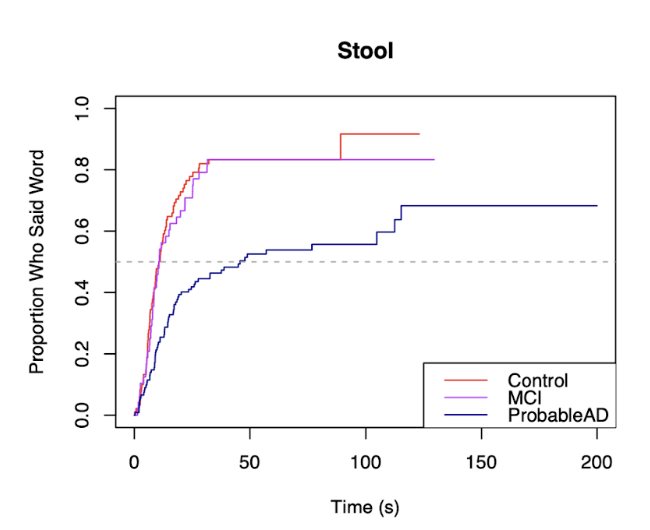 Stool
Proportion Who Said Word
1.0
0.8
0.6
0.4
0.2
0.0
Control
MCI
ProbableAD
0 50 100 150 200
Time (s)